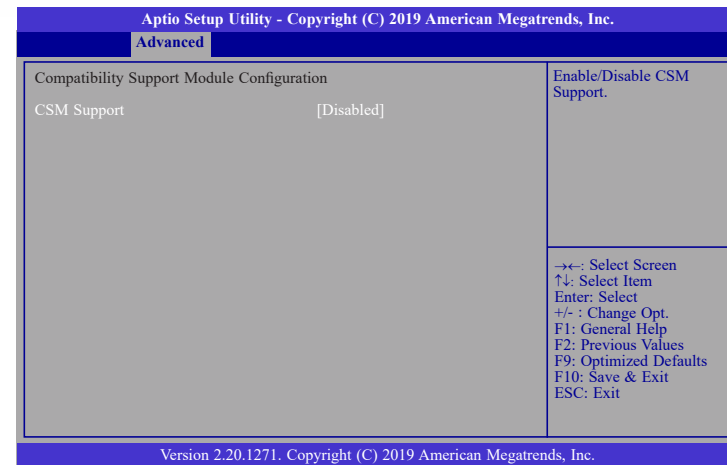 Aptio Setup Utility - Copyright (C) 2019 American Megatrends, Inc.
Advanced
Compatibility Support Module Configuration
CSM Support [Disabled]
Enable/Disable CSM
Support.
→←: Select Screen
↑↓: Select Item
Enter: Select
+/- : Change Opt.
F1: General Help
F2: Previous Values
F9: Optimized Defaults
F10: Save & Exit
ESC: Exit
Version 2.20.1271. Copyright (C) 2019 American Megatrends, Inc.